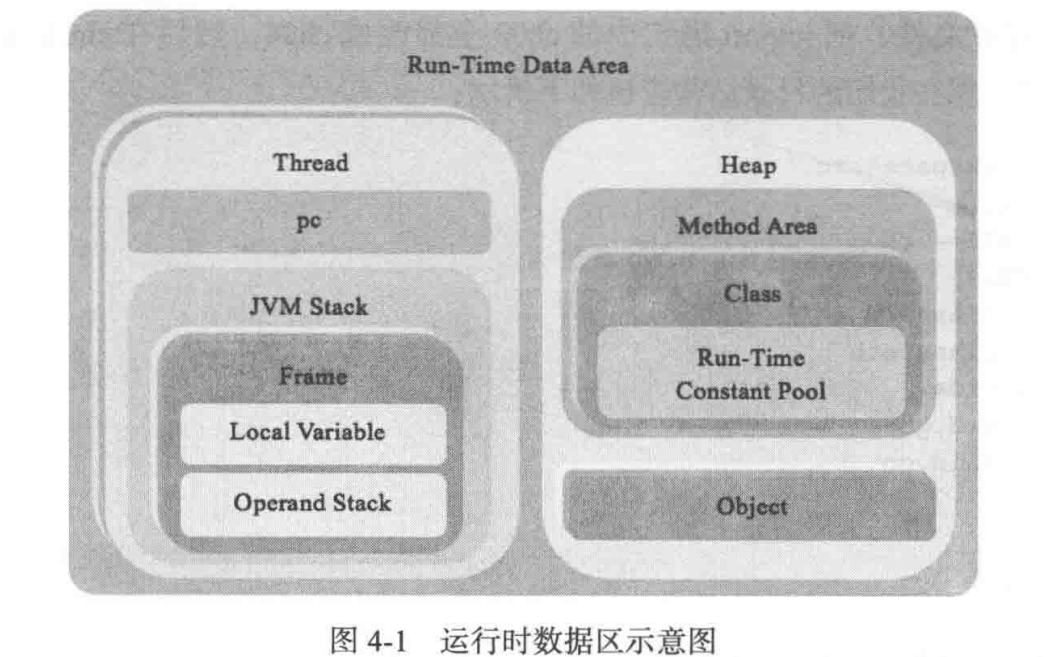 Run-Time Data Area
Thread
pc
JVM Stack
Frame
Local Variable
Operand Stack
Heap
Method Area
Class
Run-Time
Constant Pool
Object
图 4-1 运行时数据区示意图